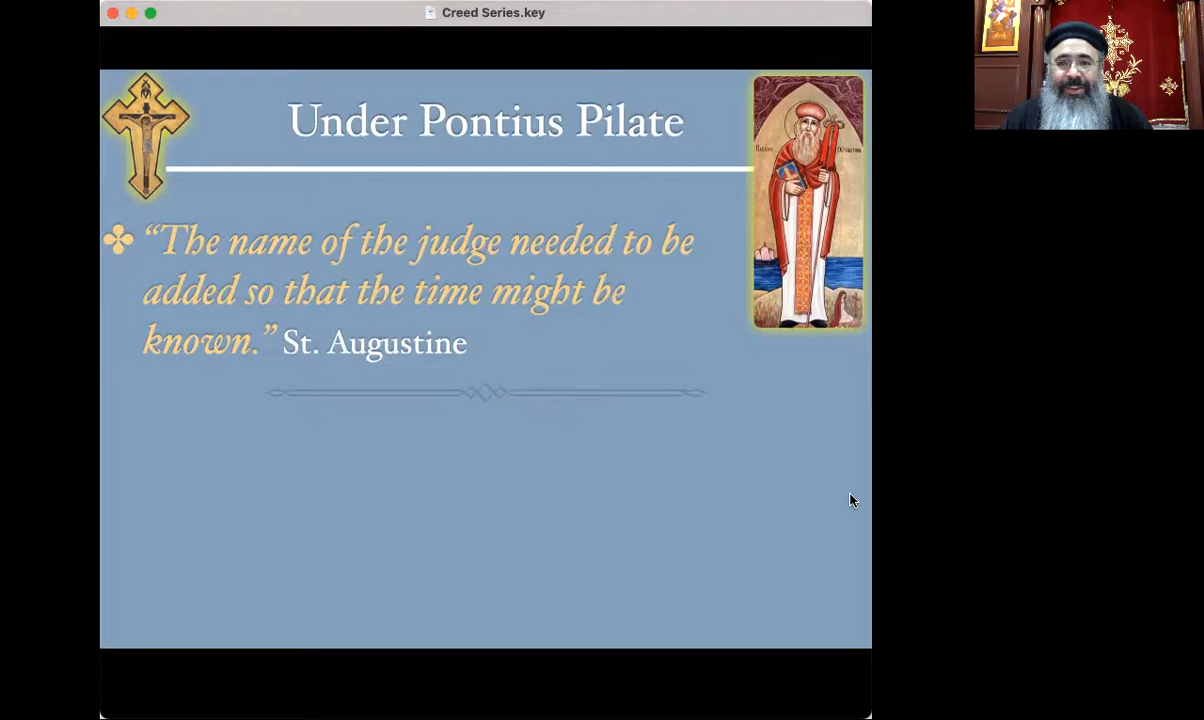 Creed Series.key
Under Pontius Pilate
“The name of the judge needed to be
added so that the time might be
known.” St. Augustine